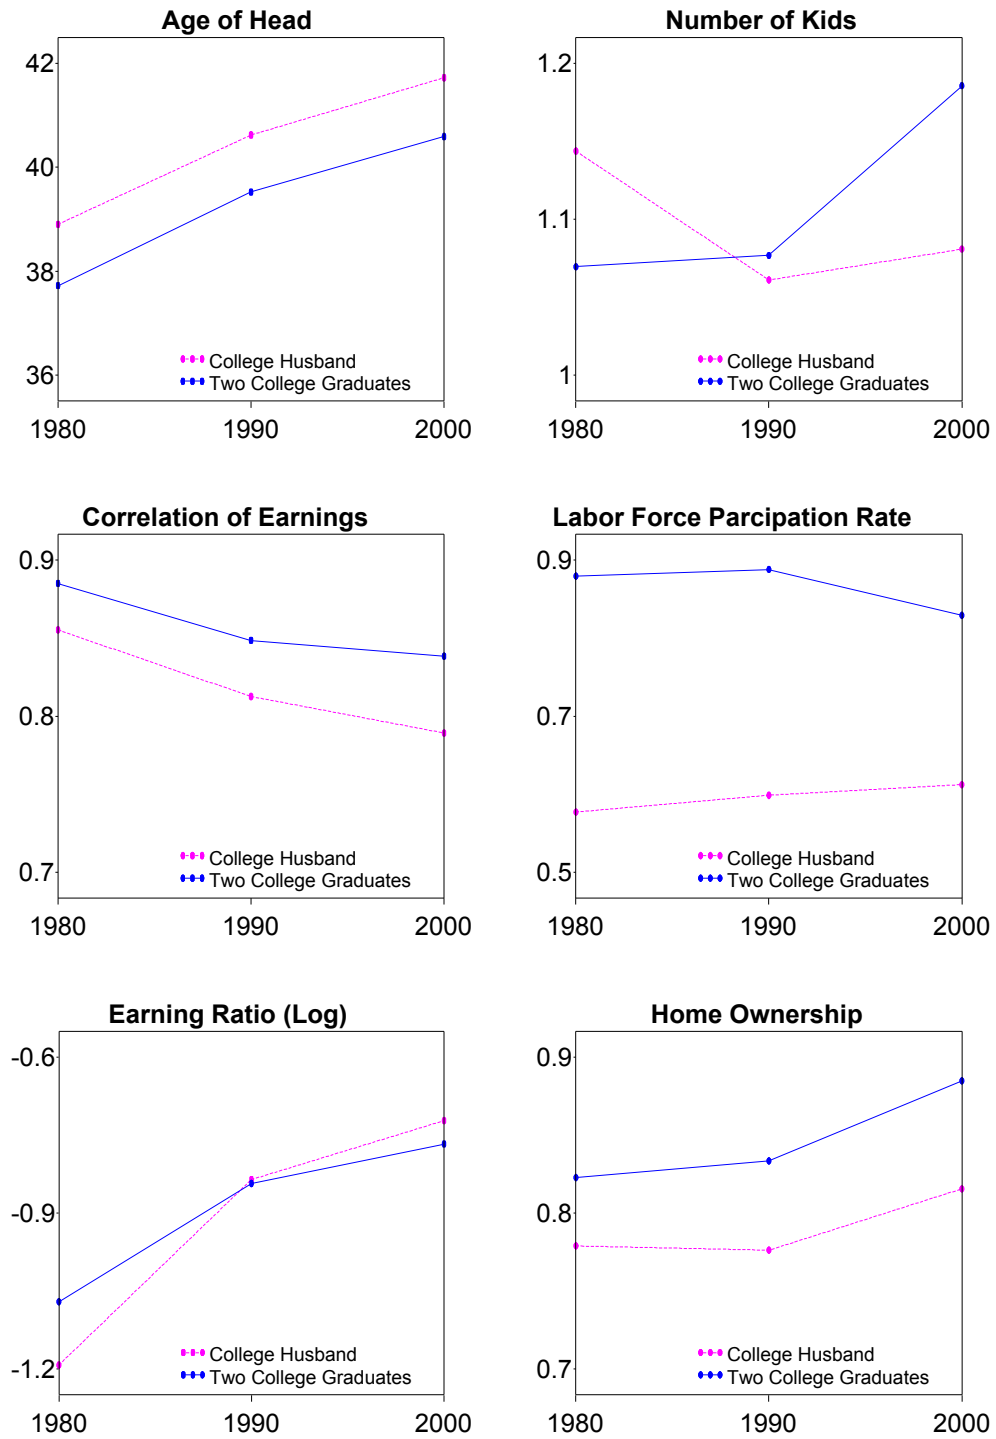 Age of Head
42
40
38
36
College Husband
Two College Graduates
1980 1990 2000
Number of Kids
1.2
1.1
1
College Husband
Two College Graduates
1980 1990 2000
Correlation of Earnings
0.9
0.8
0.7
College Husband
Two College Graduates
1980 1990 2000
Labor Force Parcipation Rate
0.9
0.7
0.5
College Husband
Two College Graduates
1980 1990 2000
Earning Ratio (Log)
-0.6
-0.9
-1.2
College Husband
Two College Graduates
1980 1990 2000
Home Ownership
0.9
0.8
0.7
College Husband
Two College Graduates
1980 1990 2000